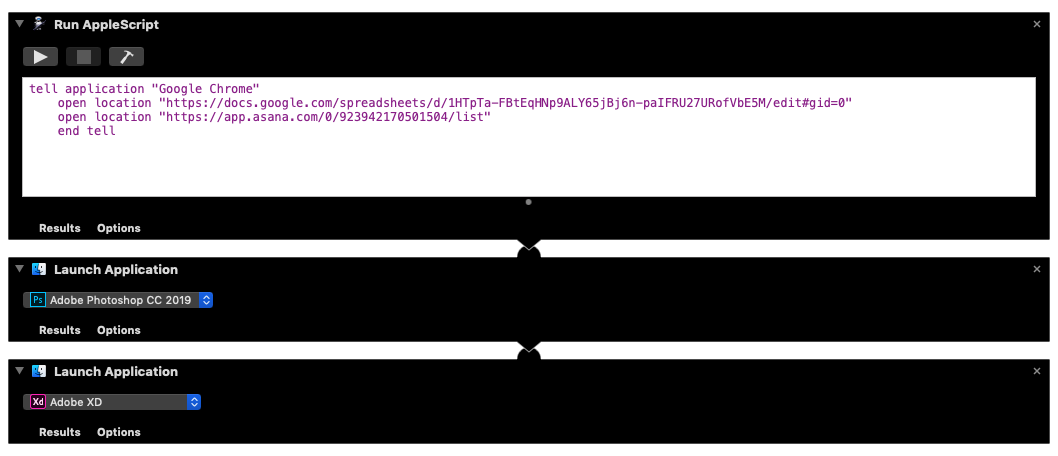 Run AppleScript
tell application "Google Chrome"
open location "https://docs.google.com/spreadsheets/d/1HTpTa-FBtEqHNp9ALY65jBj6n-paIFRU27URofVbE5M/edit#gid=0"
open location "https://app.asana.com/0/923942170501504/list"
end tell
Results Options
Launch Application
Ps Adobe Photoshop CC 2019
Results Options
Launch Application
Xd Adobe XD
Results Options